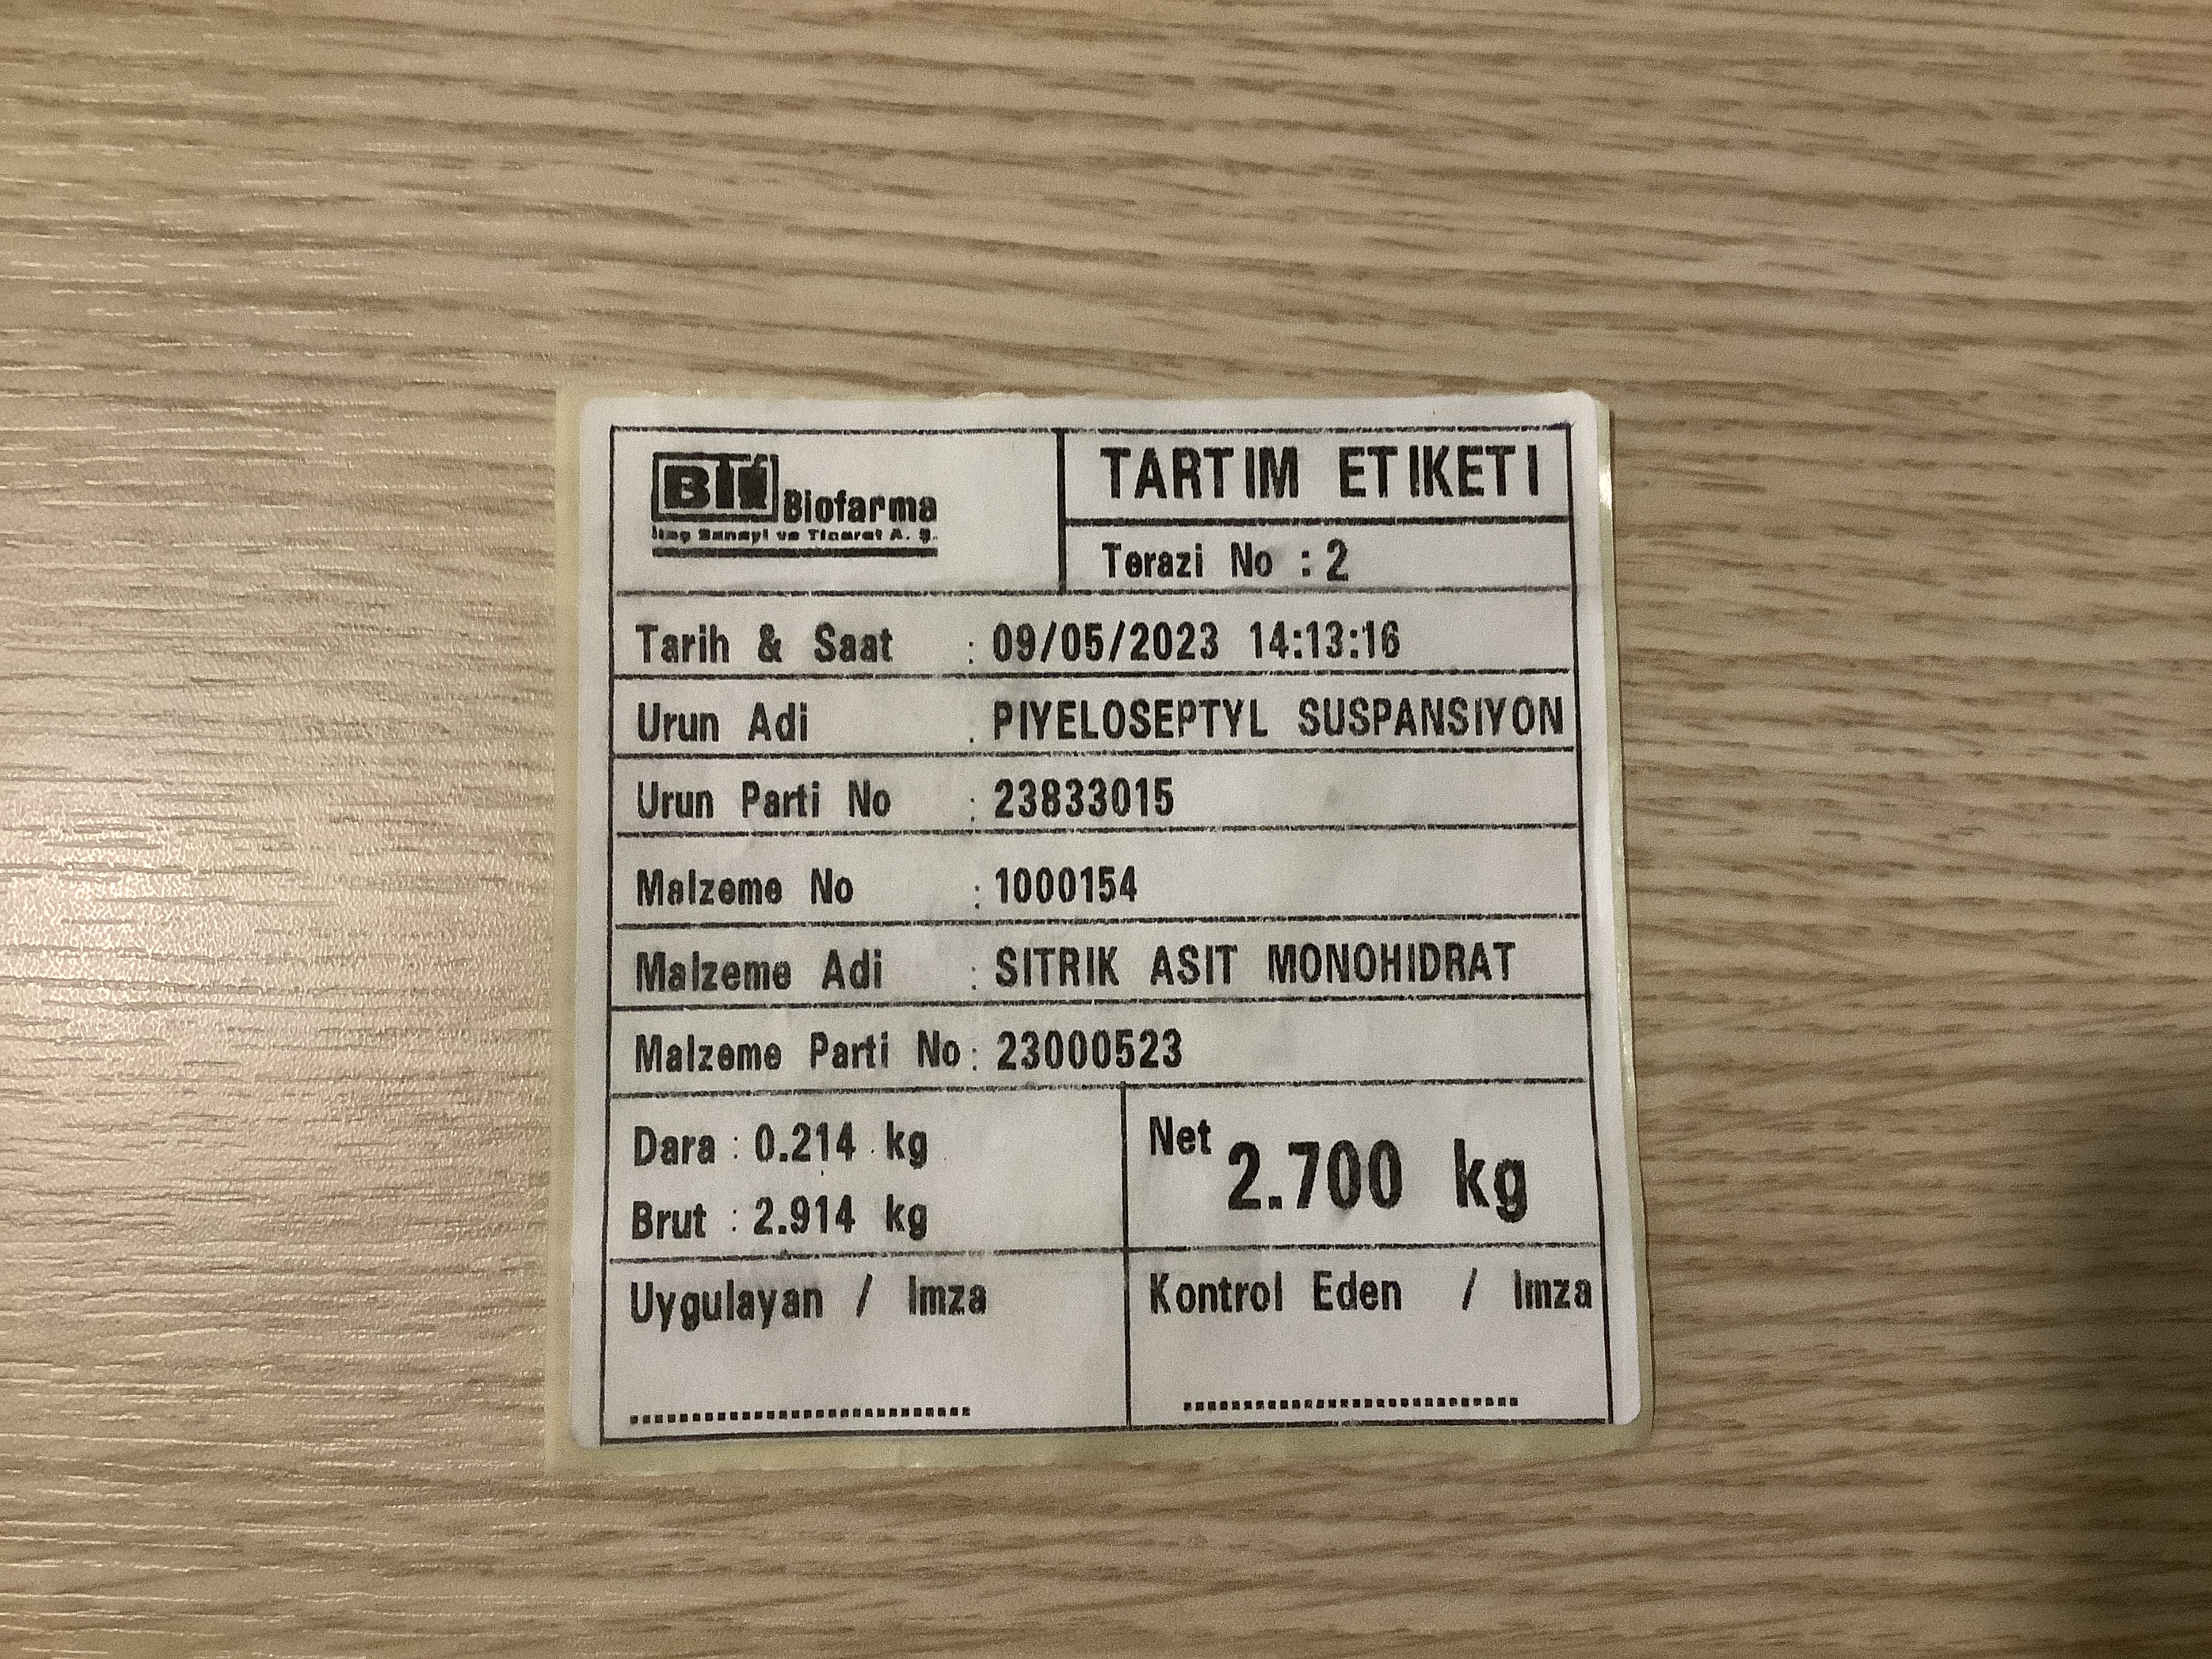 Biofarma
İlaç Sanayi ve Ticaret A. Ş.
TARTIM ETIKETI
Terazi No : 2
Tarih & Saat : 09/05/2023 14:13:16
Urun Adi : PIYELOSEPTYL SUSPANSIYON
Urun Parti No : 23833015
Malzeme No : 1000154
Malzeme Adi : SITRIK ASIT MONOHIDRAT
Malzeme Parti No : 23000523
Dara : 0.214 kg
Brut : 2.914 kg
Net 2.700 kg
Uygulayan / Imza
Kontrol Eden / Imza